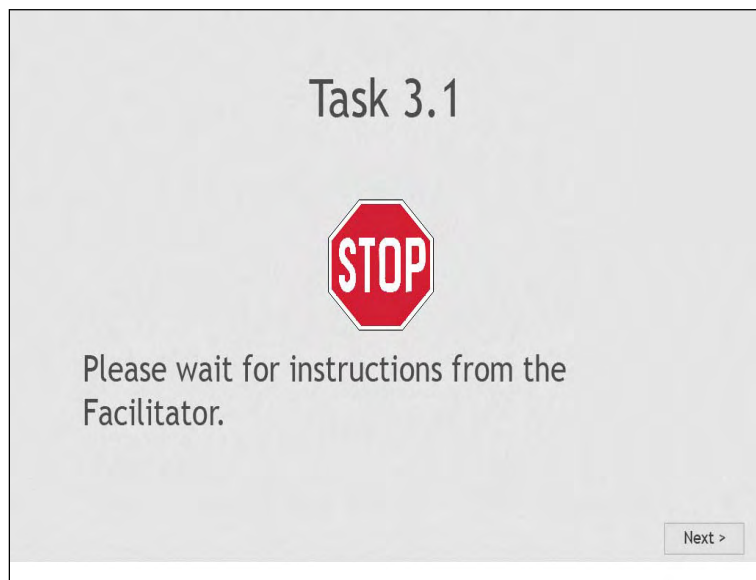 Task 3.1
STOP
Please wait for instructions from the
Facilitator.
Next >